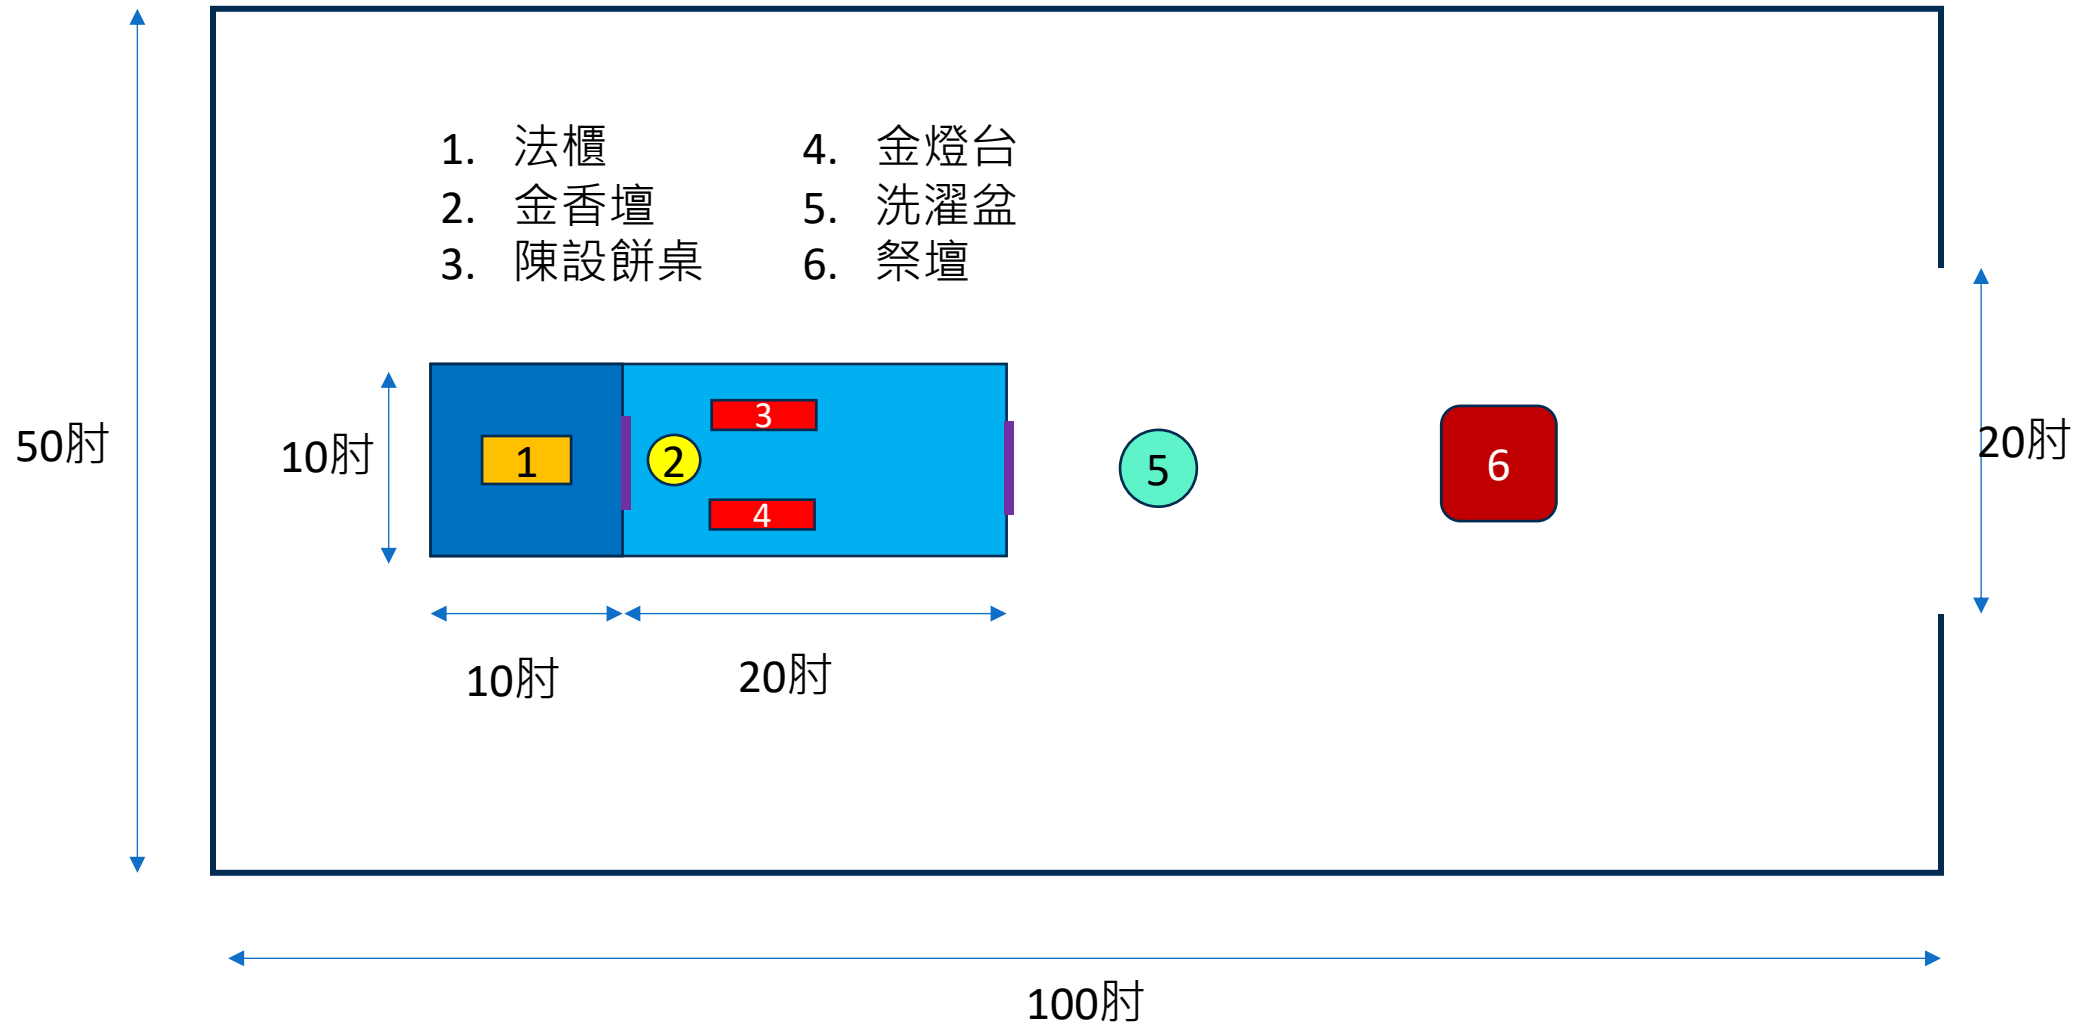 1. 法櫃
2. 金香壇
3. 陳設餅桌
4. 金燈台
5. 洗濯盆
6. 祭壇
50肘
10肘
1
2
3
4
5
6
20肘
10肘
20肘
100肘